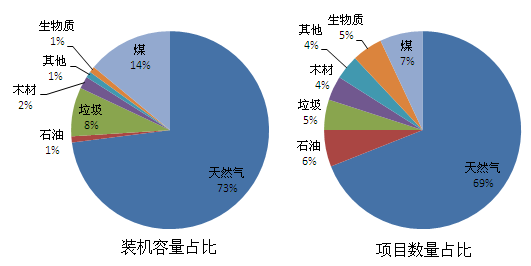 生物质
1%
其他
1%
木材
2%
垃圾
8%
石油
1%
煤
14%
天然气
73%
装机容量占比
生物质
5%
其他
4%
木材
4%
垃圾
5%
石油
6%
煤
7%
天然气
69%
项目数量占比